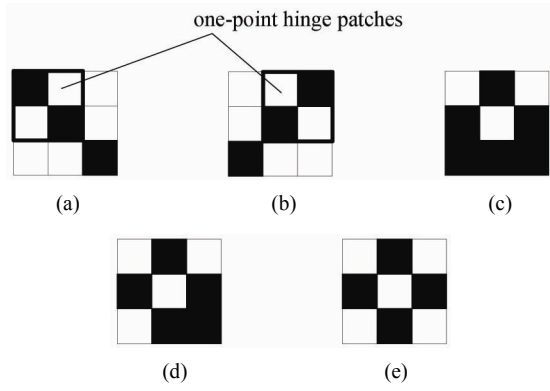 one-point hinge patches
(a) (b) (c)
(d) (e)